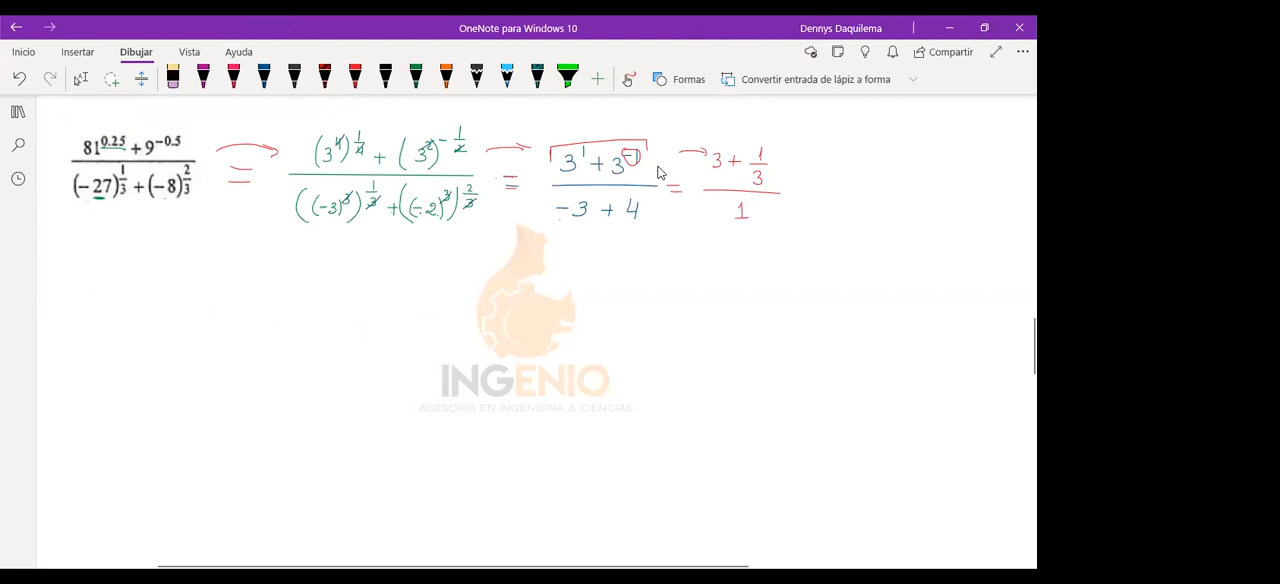 OneNote para Windows 10
Dennys Daquilema
Inicio Insertar Dibujar Vista Ayuda
Compartir
Formas
Convertir entrada de lápiz a forma
81^0.25 + 9^-0.5 / (-27)^1/3 + (-8)^2/3
= (3^4)^1/4 + (3^2)^-1/2 / ((-3)^3)^1/3 + ((-2)^3)^2/3
= 3^1 + 3^-1 / -3 + 4
= 3 + 1/3 / 1
INGENIO
ASESORIA EN INGENIERIA & CIENCIAS